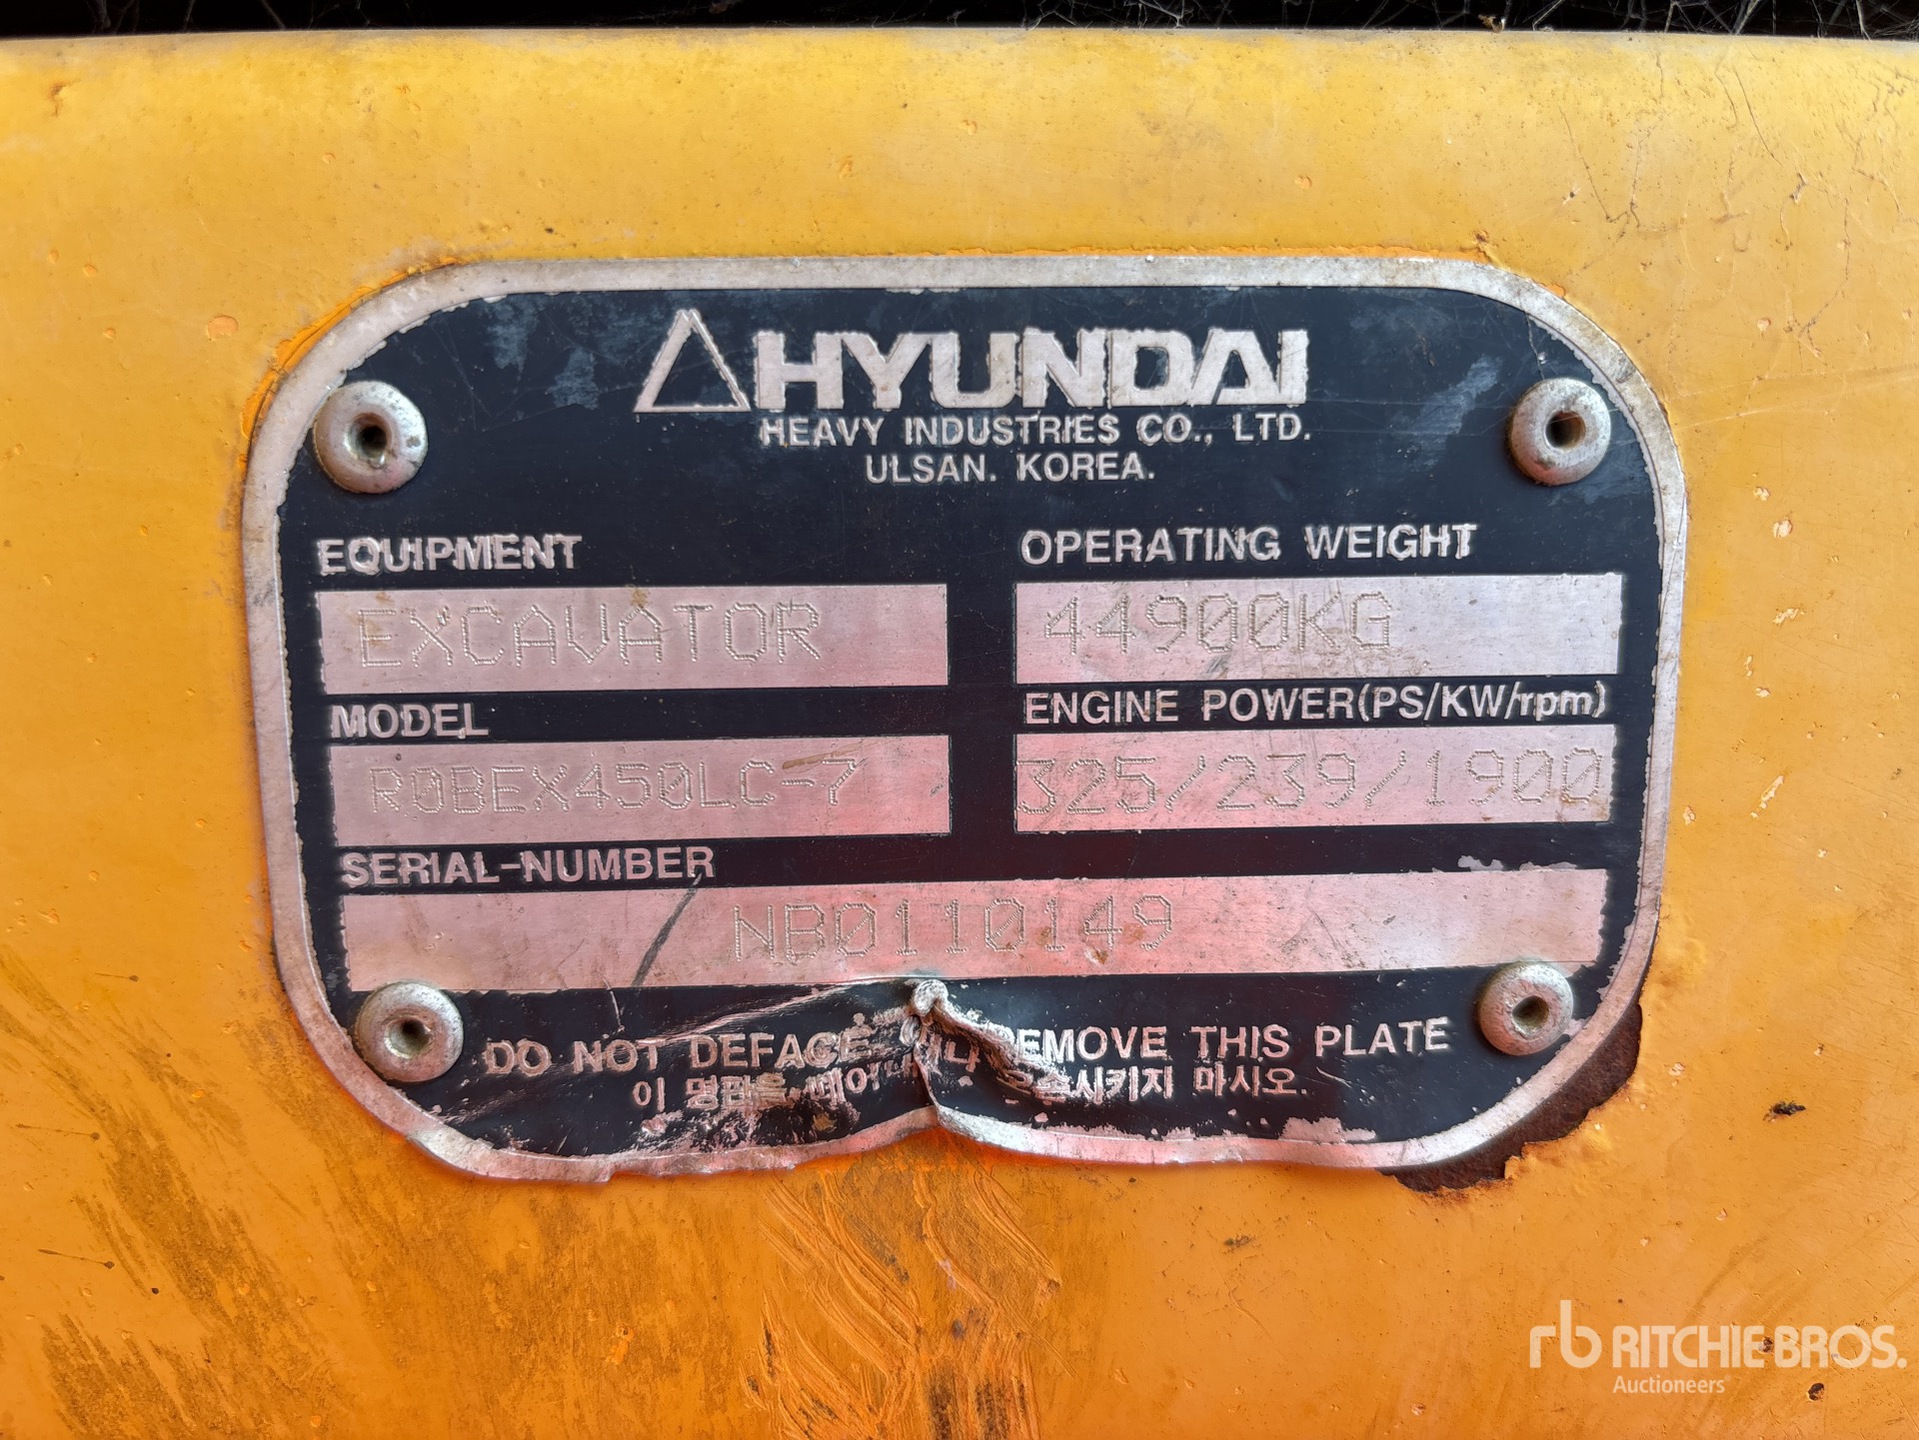 HYUNDAI
HEAVY INDUSTRIES CO., LTD.
ULSAN. KOREA.
EQUIPMENT
EXCAVATOR
OPERATING WEIGHT
44900KG
MODEL
R0BEX450LC-7
ENGINE POWER(PS/KW/rpm)
325/239/1900
SERIAL-NUMBER
NB0110149
DO NOT DEFACE REMOVE THIS PLATE
이 명판을 마시오.
rb RITCHIE BROS.
Auctioneers